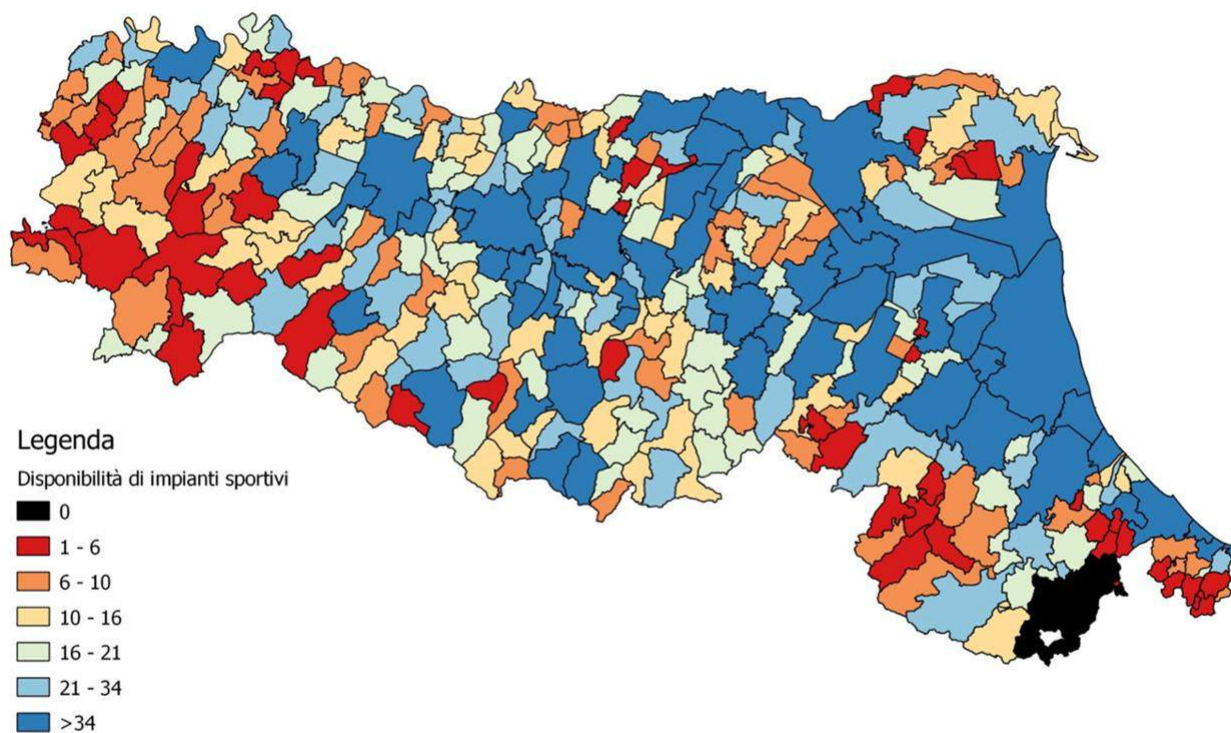 Legenda
Disponibilità di impianti sportivi
0
1 - 6
6 - 10
10 - 16
16 - 21
21 - 34
>34